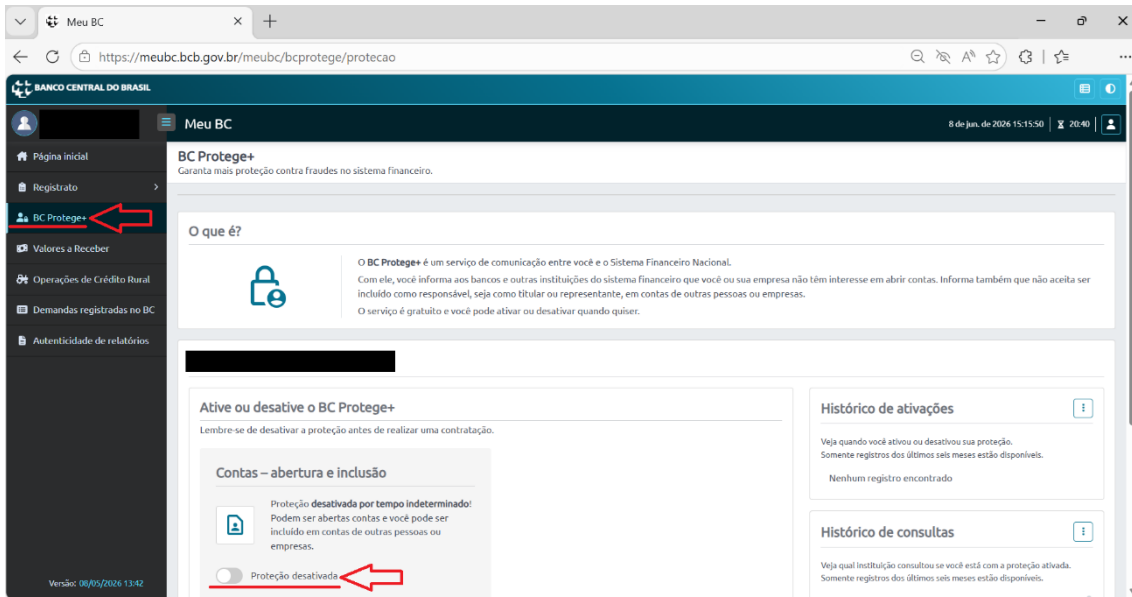 Meu BC
https://meubc.bcb.gov.br/meubc/bcprotege/protecao
BANCO CENTRAL DO BRASIL
Meu BC
8 de jun. de 2026 15:15:50
20:40
Página inicial
Registrato
BC Protege+
Valores a Receber
Operações de Crédito Rural
Demandas registradas no BC
Autenticidade de relatórios
Versão: 08/05/2026 13:42
BC Protege+
Garanta mais proteção contra fraudes no sistema financeiro.
O que é?
O BC Protege+ é um serviço de comunicação entre você e o Sistema Financeiro Nacional.
Com ele, você informa aos bancos e outras instituições do sistema financeiro que você ou sua empresa não têm interesse em abrir contas. Informa também que não aceita ser
incluído como responsável, seja como titular ou representante, em contas de outras pessoas ou empresas.
O serviço é gratuito e você pode ativar ou desativar quando quiser.
Ative ou desative o BC Protege+
Lembre-se de desativar a proteção antes de realizar uma contratação.
Contas – abertura e inclusão
Proteção desativada por tempo indeterminado!
Podem ser abertas contas e você pode ser
incluído em contas de outras pessoas ou
empresas.
Proteção desativada
Histórico de ativações
Veja quando você ativou ou desativou sua proteção.
Somente registros dos últimos seis meses estão disponíveis.
Nenhum registro encontrado
Histórico de consultas
Veja qual instituição consultou se você está com a proteção ativada.
Somente registros dos últimos seis meses estão disponíveis.